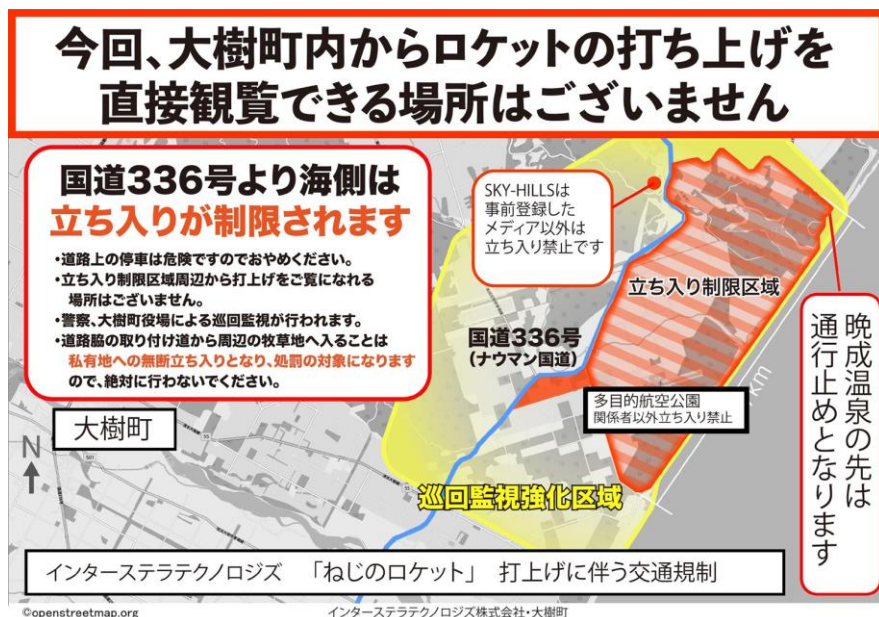 今回、大樹町内からロケットの打ち上げを
直接観覧できる場所はございません
国道336号より海側は
立ち入りが制限されます
・道路上の停車は危険ですのでおやめください。
・立ち入り制限区域周辺から打上げをご覧になれる
場所はございません。
・警察、大樹町役場による巡回監視が行われます。
・道路脇の取り付け道から周辺の牧草地へ入ることは
私有地への無断立ち入りとなり、処罰の対象になります
ので、絶対に行わないでください。
SKY-HILLSは
事前登録した
メディア以外は
立ち入り禁止です
立ち入り制限区域
国道336号
(ナウマン国道)
多目的航空公園
関係者以外立ち入り禁止
km
晩成温泉の先は
通行止めとなります
大樹町
N
55
55
巡回監視強化区域
インターステラテクノロジズ 「ねじのロケット」 打上げに伴う交通規制
©openstreetmap.org
インターステラテクノロジズ株式会社・大樹町